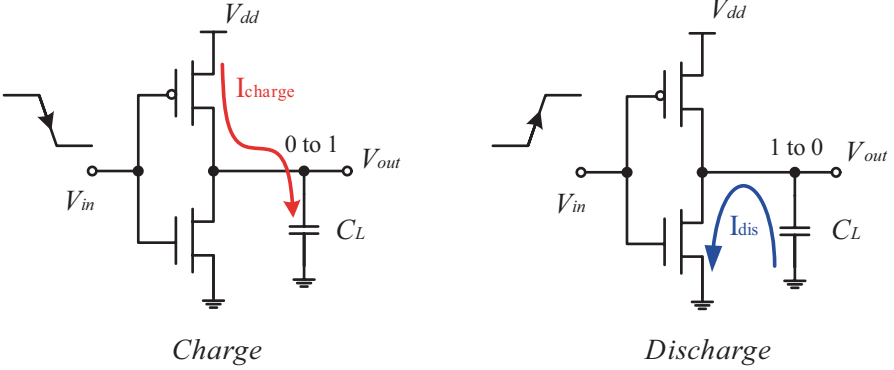 Vdd
Icharge
0 to 1
Vout
Vin
CL
Charge
Vdd
1 to 0
Vout
Vin
Idis
CL
Discharge